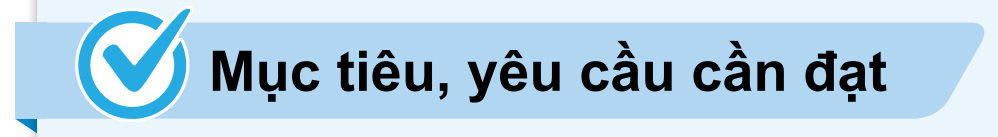 Mục tiêu, yêu cầu cần đạt